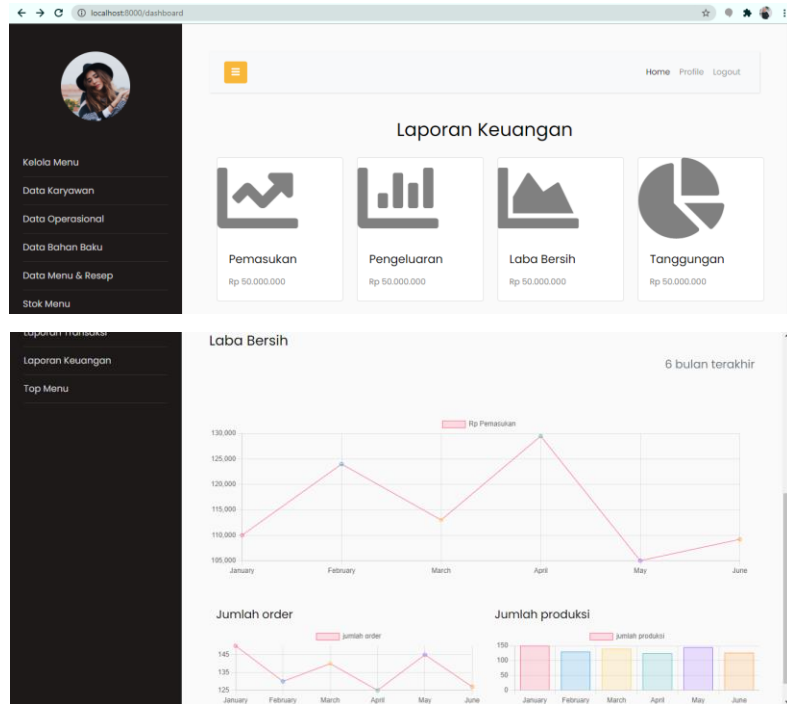 localhost:8000/dashboard
Home Profile Logout
Laporan Keuangan
Kelola Menu
Data Karyawan
Data Operasional
Data Bahan Baku
Data Menu & Resep
Stok Menu
Pemasukan
Rp 50.000.000
Pengeluaran
Rp 50.000.000
Laba Bersih
Rp 50.000.000
Tanggungan
Rp 50.000.000
Laporan Transaksi
Laporan Keuangan
Top Menu
Laba Bersih
6 bulan terakhir
Rp Pemasukan
130,000
125,000
120,000
115,000
110,000
105,000
January February March April May June
Jumlah order
jumlah order
145
135
125
January February March April May June
Jumlah produksi
jumlah produksi
150
100
50
0
January February March April May June